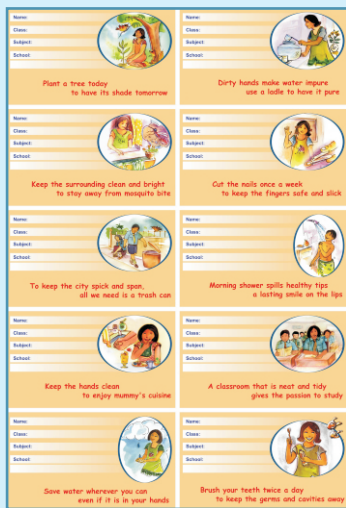 Name:
Class:
Subject:
School:
Plant a tree today
to have its shade tomorrow
Name:
Class:
Subject:
School:
Dirty hands make water impure
use a ladle to have it pure
Name:
Class:
Subject:
School:
Keep the surrounding clean and bright
to stay away from mosquito bite
Name:
Class:
Subject:
School:
Cut the nails once a week
to keep the fingers safe and slick
Name:
Class:
Subject:
School:
To keep the city spick and span,
all we need is a trash can
Name:
Class:
Subject:
School:
Morning shower spills healthy tips
a lasting smile on the lips
Name:
Class:
Subject:
School:
Keep the hands clean
to enjoy mummy's cuisine
Name:
Class:
Subject:
School:
A classroom that is neat and tidy
gives the passion to study
Name:
Class:
Subject:
School:
Save water wherever you can
even if it is in your hands
Name:
Class:
Subject:
School:
Brush your teeth twice a day
to keep the germs and cavities away